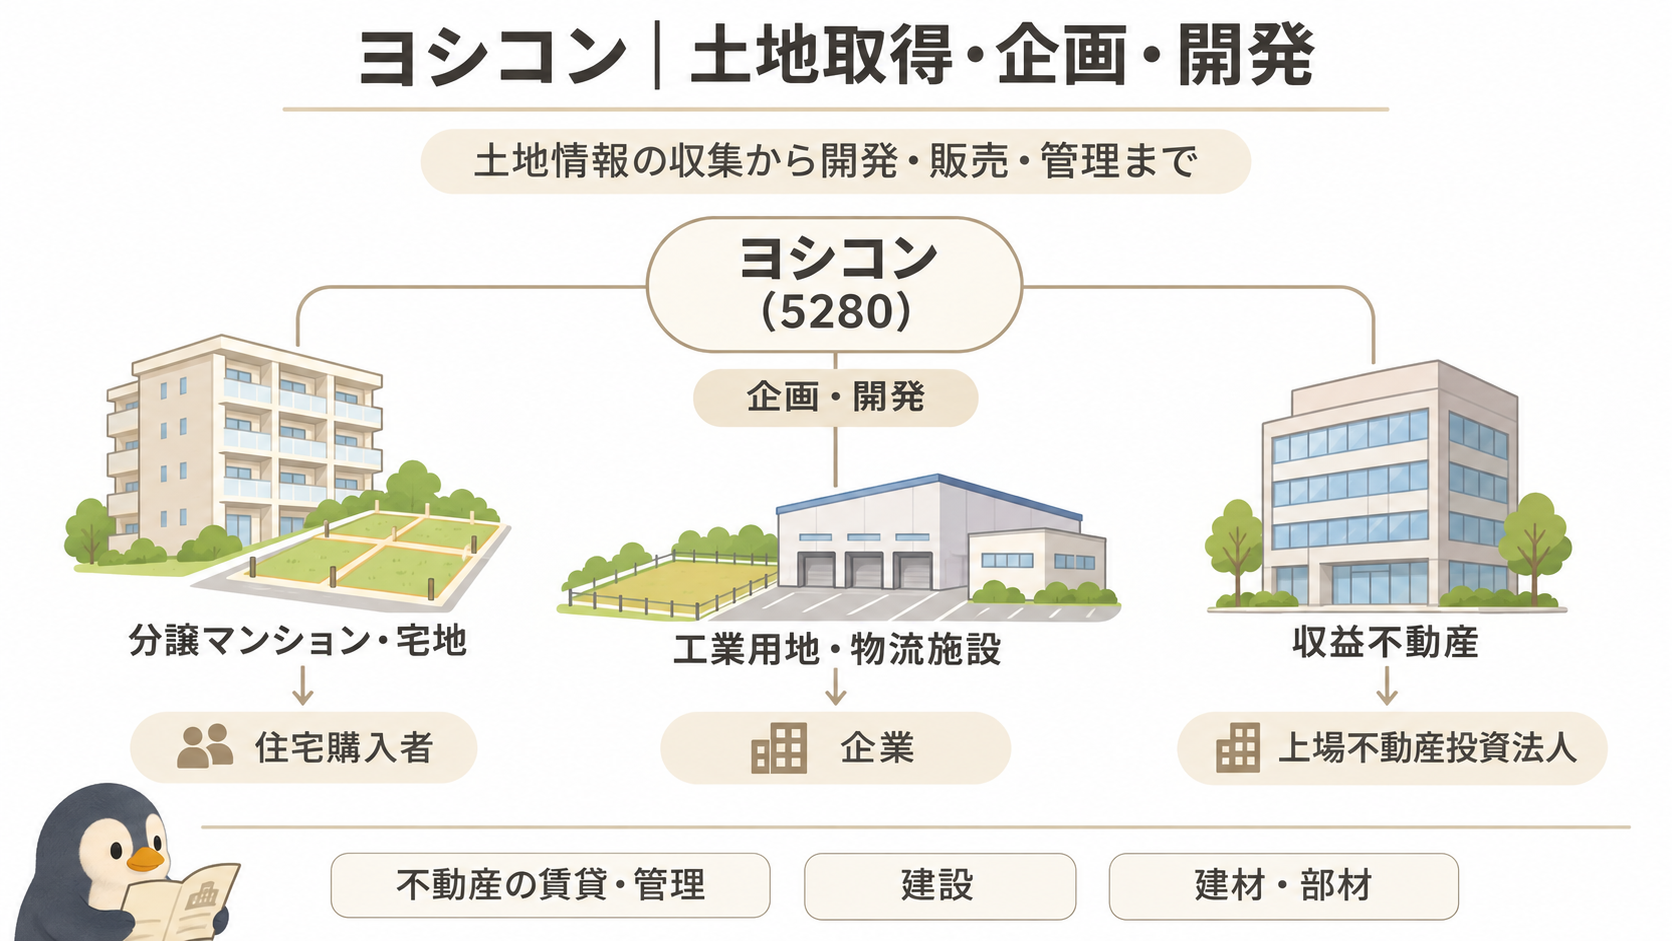 ヨシコン｜土地取得・企画・開発
土地情報の収集から開発・販売・管理まで
ヨシコン
（5280）
企画・開発
分譲マンション・宅地
工業用地・物流施設
収益不動産
住宅購入者
企業
上場不動産投資法人
不動産の賃貸・管理
建設
建材・部材